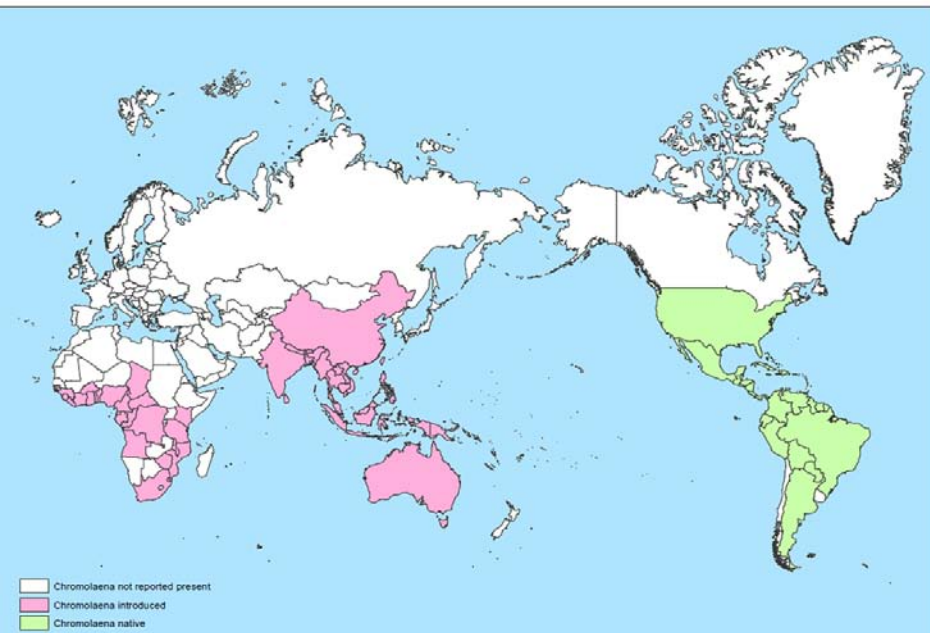 Chromolaena not reported present
Chromolaena introduced
Chromolaena native